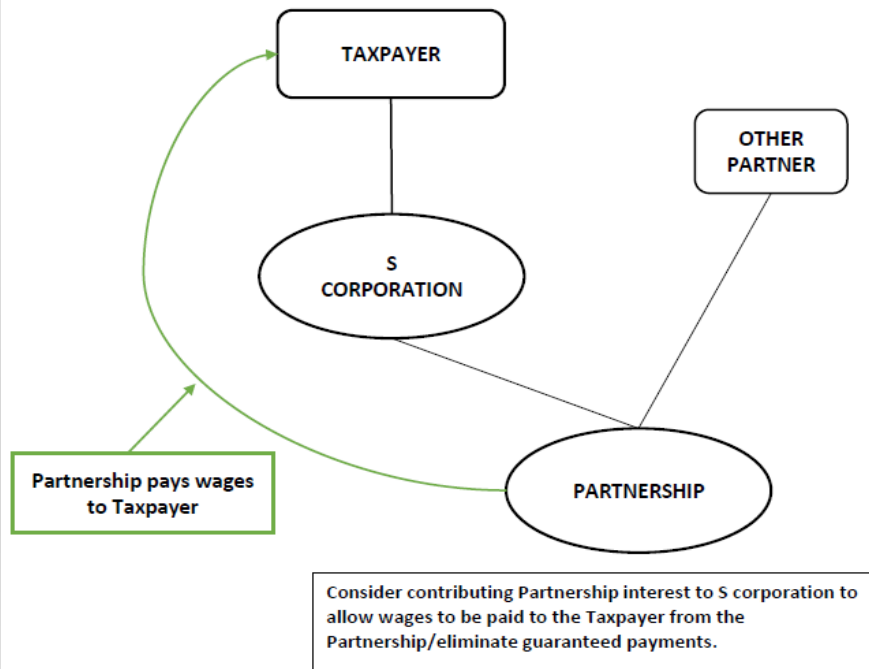 TAXPAYER
OTHER
PARTNER
S
CORPORATION
Partnership pays wages
to Taxpayer
PARTNERSHIP
Consider contributing Partnership interest to S corporation to
allow wages to be paid to the Taxpayer from the
Partnership/eliminate guaranteed payments.